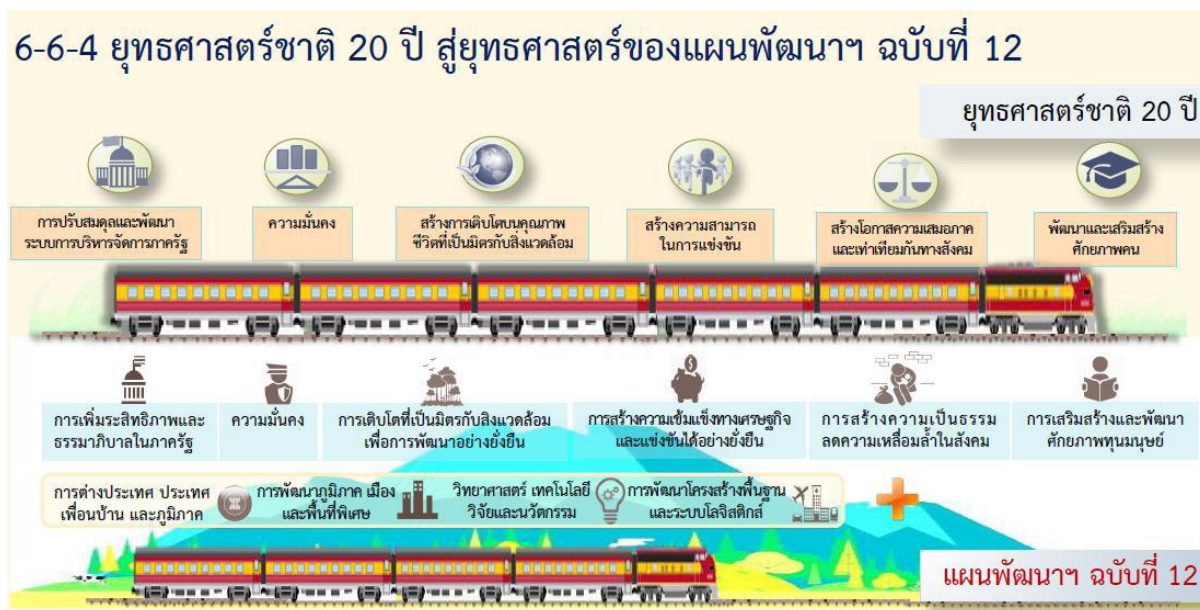 6-6-4 ยุทธศาสตร์ชาติ 20 ปี สู่ยุทธศาสตร์ของแผนพัฒนาฯ ฉบับที่ 12
ยุทธศาสตร์ชาติ 20 ปี
การปรับสมดุลและพัฒนา
ระบบการบริหารจัดการภาครัฐ
ความมั่นคง
สร้างการเติบโตบนคุณภาพ
ชีวิตที่เป็นมิตรกับสิ่งแวดล้อม
สร้างความสามารถ
ในการแข่งขัน
สร้างโอกาสความเสมอภาค
และเท่าเทียมกันทางสังคม
พัฒนาและเสริมสร้าง
ศักยภาพคน
การเพิ่มประสิทธิภาพและ
ธรรมาภิบาลในภาครัฐ
ความมั่นคง
การเติบโตที่เป็นมิตรกับสิ่งแวดล้อม
เพื่อการพัฒนาอย่างยั่งยืน
การสร้างความเข้มแข็งทางเศรษฐกิจ
และแข่งขันได้อย่างยั่งยืน
การสร้างความเป็นธรรม
ลดความเหลื่อมล้ำในสังคม
การเสริมสร้างและพัฒนา
ศักยภาพทุนมนุษย์
การต่างประเทศ ประเทศ
เพื่อนบ้าน และภูมิภาค
การพัฒนาภูมิภาค เมือง
และพื้นที่พิเศษ
วิทยาศาสตร์ เทคโนโลยี
วิจัยและนวัตกรรม
การพัฒนาโครงสร้างพื้นฐาน
และระบบโลจิสติกส์
แผนพัฒนาฯ ฉบับที่ 12